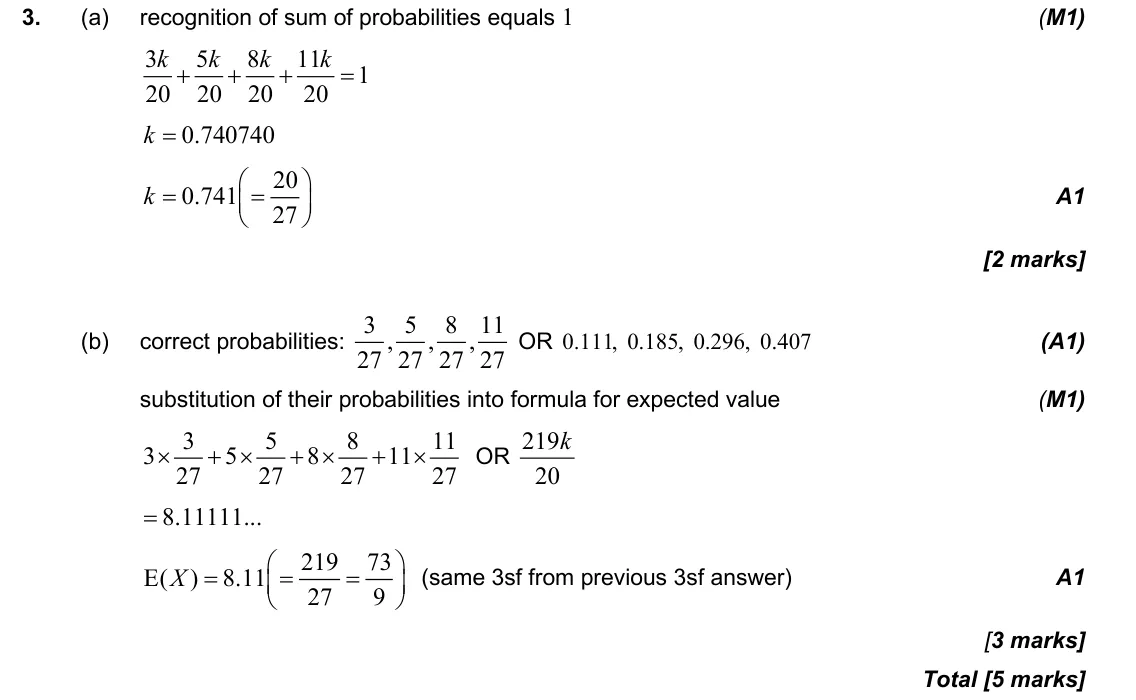 3. (a) recognition of sum of probabilities equals 1 (M1)
3k/20 + 5k/20 + 8k/20 + 11k/20 = 1
k = 0.740740
k = 0.741(= 20/27) A1
[2 marks]
(b) correct probabilities: 3/27, 5/27, 8/27, 11/27 OR 0.111, 0.185, 0.296, 0.407 (A1)
substitution of their probabilities into formula for expected value (M1)
3 × 3/27 + 5 × 5/27 + 8 × 8/27 + 11 × 11/27 OR 219k/20
= 8.11111...
E(X) = 8.11(= 219/27 = 73/9) (same 3sf from previous 3sf answer) A1
[3 marks]
Total [5 marks]